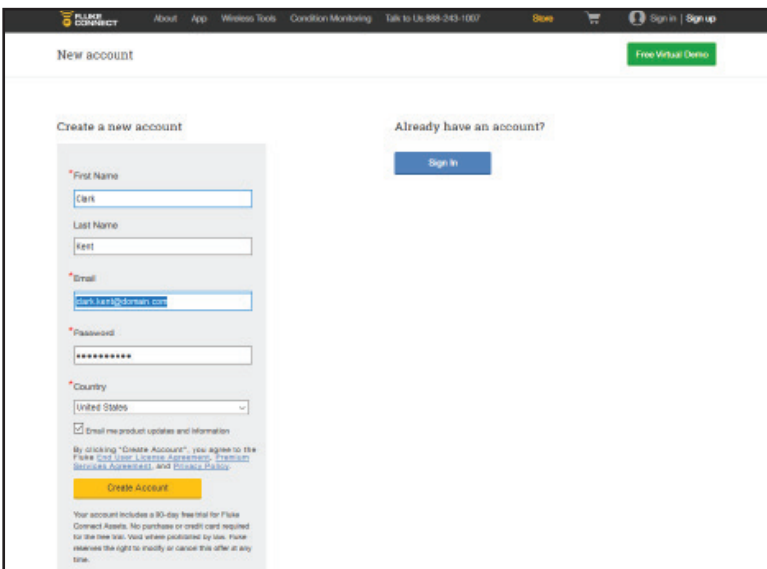 FLUKE CONNECT About App Wireless Tools Condition Monitoring Talk to Us 888-243-1007 Store Sign in | Sign up
New account Free Virtual Demo
Create a new account
Already have an account?
Sign In
*First Name
Clark
Last Name
Kent
*Email
clark.kent@domain.com
*Password
••••••••••
*Country
United States
Email me product updates and information
By clicking "Create Account", you agree to the
Fluke End User License Agreement, Premium
Services Agreement, and Privacy Policy.
Create Account
Your account includes a 90-day free trial for Fluke
Connect Assets. No purchase or credit card required
for the free trial. Void where prohibited by law. Fluke
reserves the right to modify or cancel this offer at any
time.